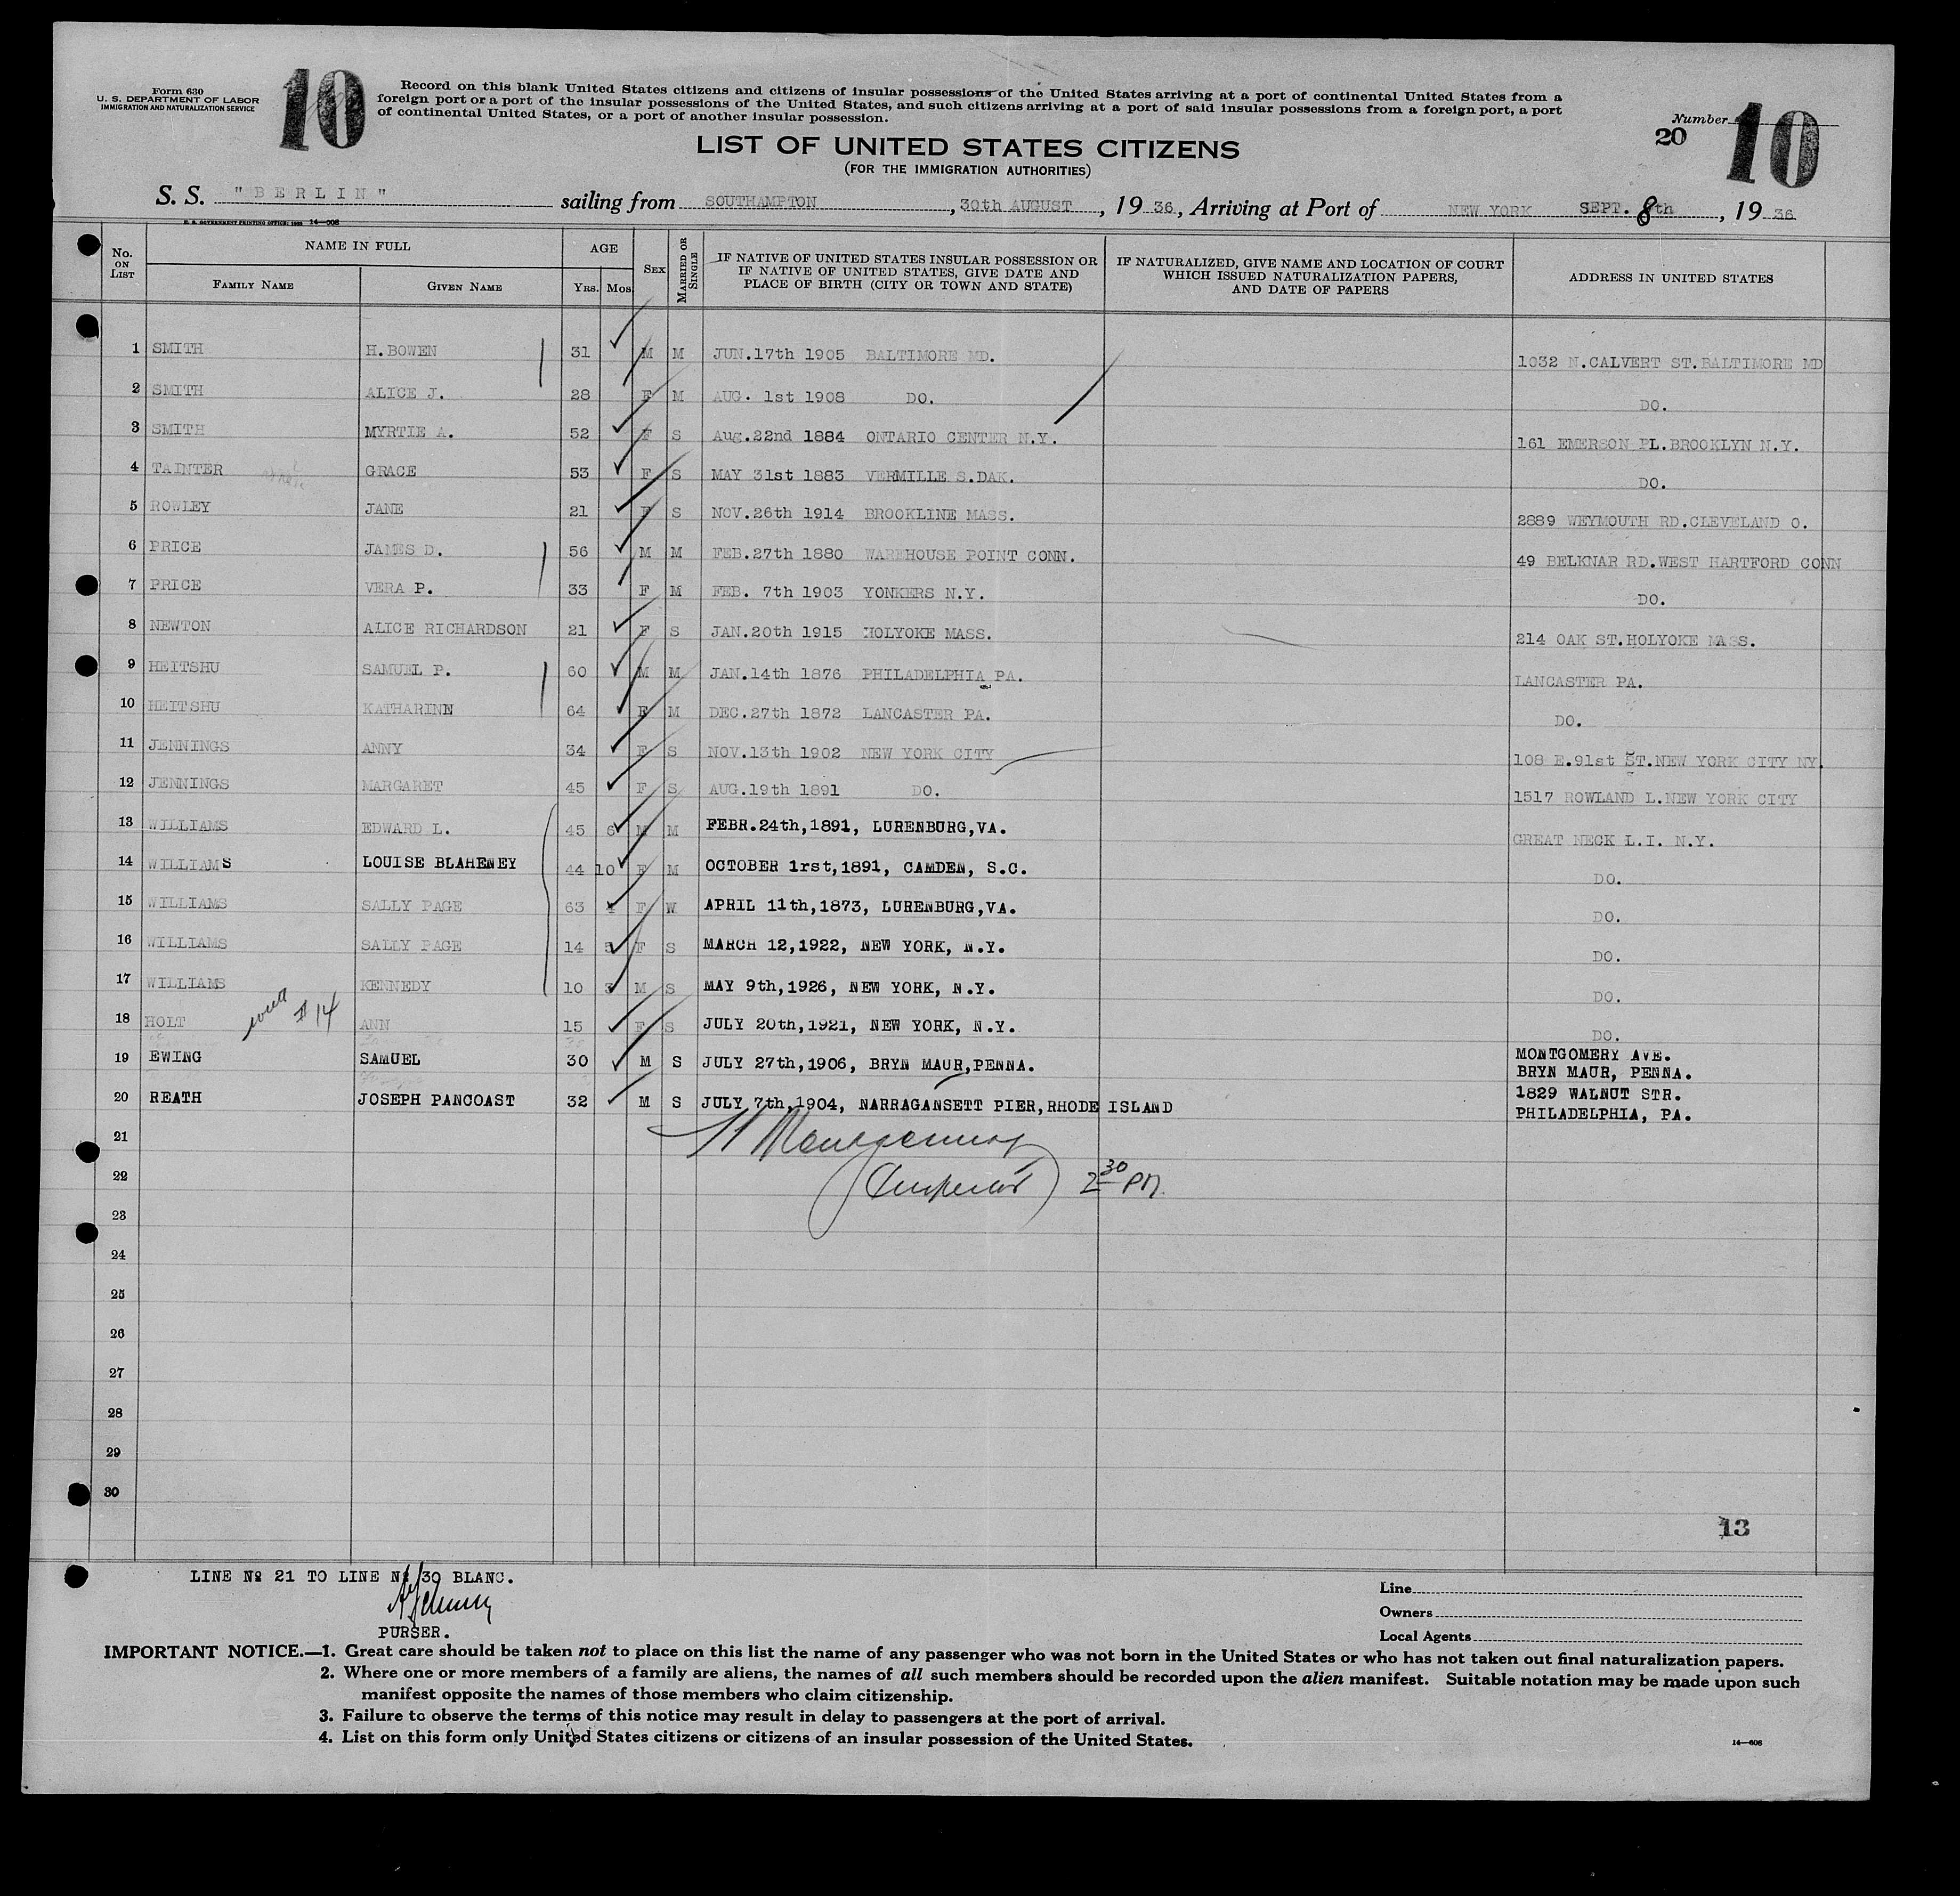 Form 630
U. S. DEPARTMENT OF LABOR
IMMIGRATION AND NATURALIZATION SERVICE
10
Record on this blank United States citizens and citizens of insular possessions of the United States arriving at a port of continental United States from a
foreign port or a port of the insular possessions of the United States, and such citizens arriving at a port of said insular possessions from a foreign port, a port
of continental United States, or a port of another insular possession.
Number
20
10
LIST OF UNITED STATES CITIZENS
(FOR THE IMMIGRATION AUTHORITIES)
S. S. "BERLIN" sailing from SOUTHAMPTON, 30th AUGUST, 19 36, Arriving at Port of NEW YORK SEPT. 8th, 19 36
U. S. GOVERNMENT PRINTING OFFICE: 14—608
No. ON LIST NAME IN FULL FAMILY NAME GIVEN NAME AGE YRS. MOS. SEX MARRIED OR SINGLE IF NATIVE OF UNITED STATES INSULAR POSSESSION OR IF NATIVE OF UNITED STATES, GIVE DATE AND PLACE OF BIRTH (CITY OR TOWN AND STATE) IF NATURALIZED, GIVE NAME AND LOCATION OF COURT WHICH ISSUED NATURALIZATION PAPERS, AND DATE OF PAPERS ADDRESS IN UNITED STATES
1 SMITH H.BOWEN 31 M M JUN.17th 1905 BALTIMORE MD. 1032 N.CALVERT ST.BALTIMORE MD
2 SMITH ALICE J. 28 F M AUG. 1st 1908 DO. DO.
3 SMITH MYRTIE A. 52 F S Aug.22nd 1884 ONTARIO CENTER N.Y. 161 EMERSON PL.BROOKLYN N.Y.
4 TAINTER GRACE 53 F S MAY 31st 1883 VERMILLE S.DAK. DO.
5 ROWLEY JANE 21 F S NOV.26th 1914 BROOKLINE MASS. 2889 WEYMOUTH RD.CLEVELAND O.
6 PRICE JAMES D. 56 M M FEB.27th 1880 WAREHOUSE POINT CONN. 49 BELKNAR RD.WEST HARTFORD CONN
7 PRICE VERA P. 33 F M FEB. 7th 1903 YONKERS N.Y. DO.
8 NEWTON ALICE RICHARDSON 21 F S JAN.20th 1915 HOLYOKE MASS. 214 OAK ST.HOLYOKE MASS.
9 HEITSHU SAMUEL P. 60 M M JAN.14th 1876 PHILADELPHIA PA. LANCASTER PA.
10 HEITSHU KATHARINN 64 F M DEC.27th 1872 LANCASTER PA. DO.
11 JENNINGS ANNY 34 F S NOV.13th 1902 NEW YORK CITY 108 E.91st ST.NEW YORK CITY NY.
12 JENNINGS MARGARET 45 F S AUG.19th 1891 DO. 1517 ROWLAND L.NEW YORK CITY
13 WILLIAMS EDWARD L. 45 6 M M FEBR.24th,1891, LURENBURG,VA. GREAT NECK L.I. N.Y.
14 WILLIAMS LOUISE BLAHENEY 44 10 F M OCTOBER 1rst,1891, CAMDEN, S.C. DO.
15 WILLIAMS SALLY PAGE 63 4 F W APRIL 11th,1873, LURENBURG,VA. DO.
16 WILLIAMS SALLY PAGE 14 5 F S MARCH 12,1922, NEW YORK, N.Y. DO.
17 WILLIAMS KENNEDY 10 3 M S MAY 9th,1926, NEW YORK, N.Y. DO.
18 HOLT # 14 ANN 15 F S JULY 20th,1921, NEW YORK, N.Y. DO.
19 EWING SAMUEL 30 M S JULY 27th,1906, BRYN MAUR,PENNA. MONTGOMERY AVE.
BRYN MAUR, PENNA.
20 REATH JOSEPH PANCOAST 32 M S JULY 7th,1904, NARRAGANSETT PIER,RHODE ISLAND 1829 WALNUT STR.
PHILADELPHIA, PA.
21 Montgomery
22 2 30 PM.
23
24
25
26
27
28
29
30
13
LINE No 21 TO LINE No 30 BLANC.
PURSER.
Line
Owners
Local Agents
IMPORTANT NOTICE.—1. Great care should be taken not to place on this list the name of any passenger who was not born in the United States or who has not taken out final naturalization papers.
2. Where one or more members of a family are aliens, the names of all such members should be recorded upon the alien manifest. Suitable notation may be made upon such
manifest opposite the names of those members who claim citizenship.
3. Failure to observe the terms of this notice may result in delay to passengers at the port of arrival.
4. List on this form only United States citizens or citizens of an insular possession of the United States.
14—608